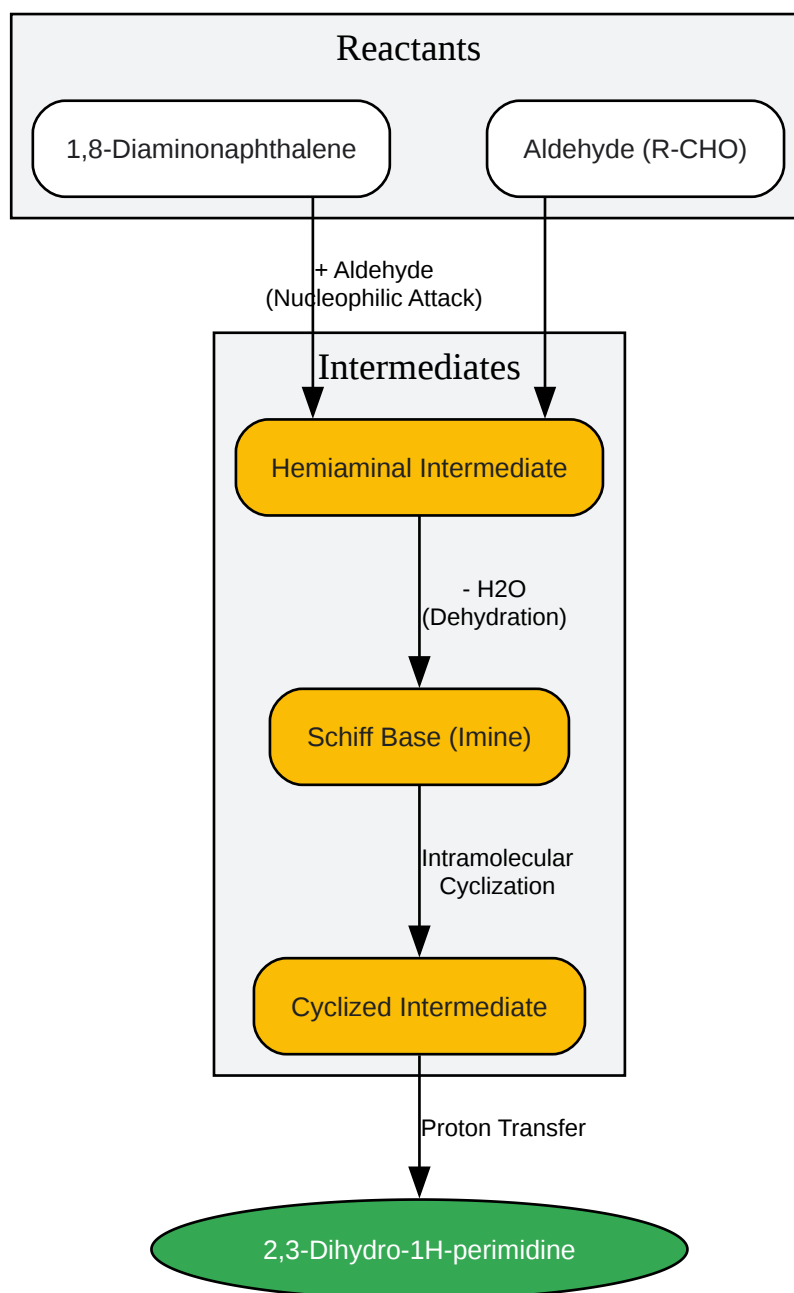 Reactants
1,8-Diaminonaphthalene
Aldehyde (R-CHO)
+ Aldehyde
(Nucleophilic Attack)
Intermediates
Hemiaminal Intermediate
- H2O
(Dehydration)
Schiff Base (Imine)
Intramolecular
Cyclization
Cyclized Intermediate
Proton Transfer
2,3-Dihydro-1H-perimidine